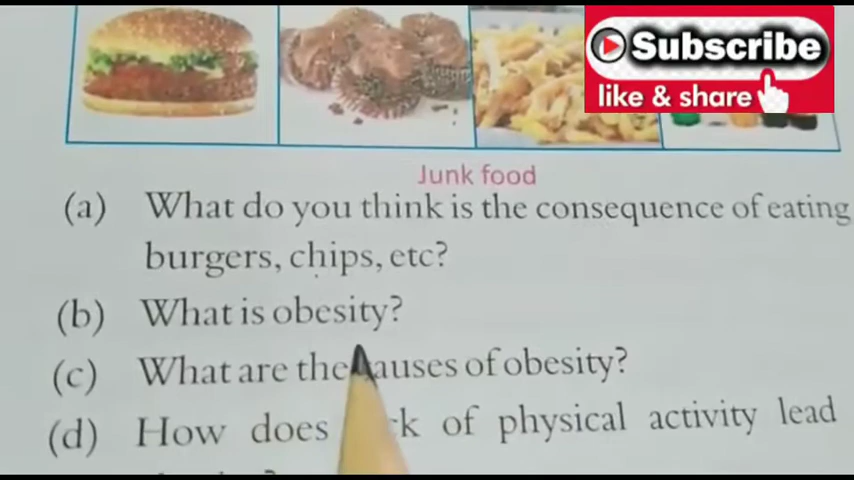 Subscribe
like & share
Junk food
(a) What do you think is the consequence of eating
burgers, chips, etc?
(b) What is obesity?
(c) What are the causes of obesity?
(d) How does of physical activity lead